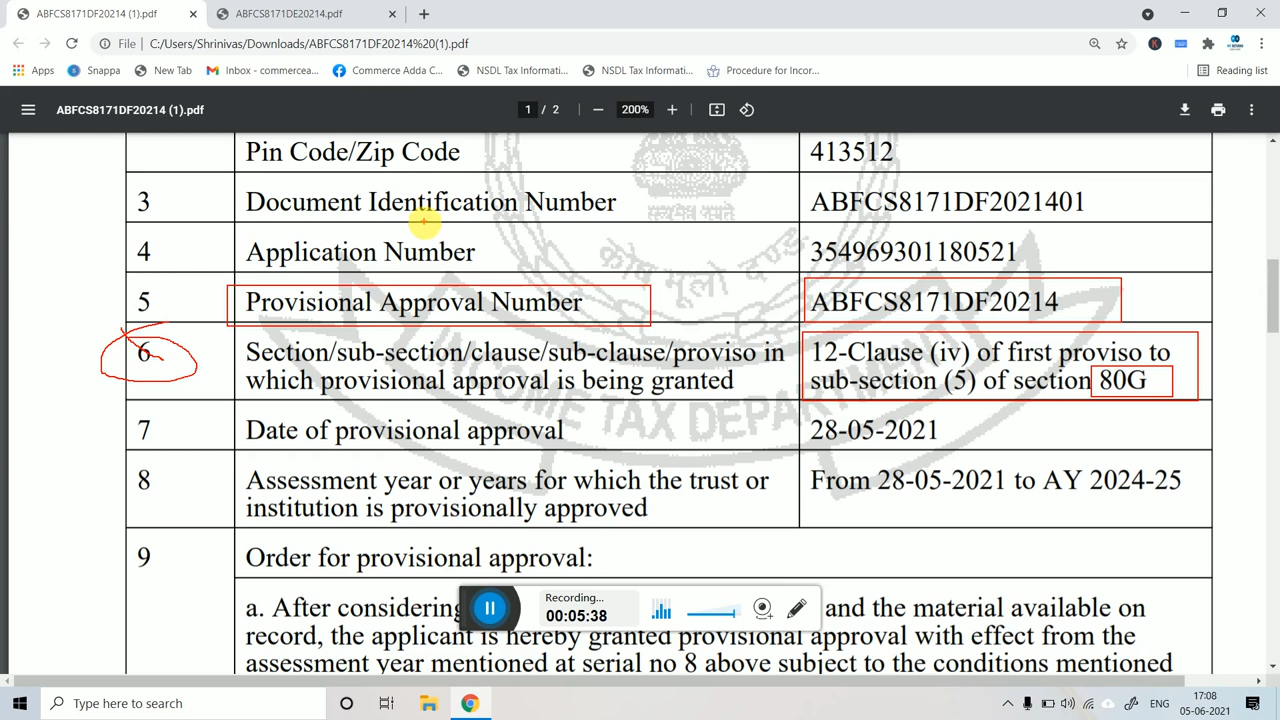 ABFCS8171DF20214 (1).pdf
ABFCS8171DE20214.pdf
File
C:/Users/Shrinivas/Downloads/ABFCS8171DF20214%20(1).pdf
Apps
Snappa
New Tab
Inbox - commercea...
Commerce Adda C...
NSDL Tax Informati...
NSDL Tax Informati...
Procedure for Incor...
Reading list
ABFCS8171DF20214 (1).pdf
1 / 2
200%
Pin Code/Zip Code 413512
3 Document Identification Number ABFCS8171DF2021401
4 Application Number 354969301180521
5 Provisional Approval Number ABFCS8171DF20214
6 Section/sub-section/clause/sub-clause/proviso in 12-Clause (iv) of first proviso to
which provisional approval is being granted sub-section (5) of section 80G
7 Date of provisional approval 28-05-2021
8 Assessment year or years for which the trust or From 28-05-2021 to AY 2024-25
institution is provisionally approved
9 Order for provisional approval:
a. After considering and the material available on
record, the applicant is hereby granted provisional approval with effect from the
assessment year mentioned at serial no 8 above subject to the conditions mentioned
सत्यमेव जयते
कोष मूलो दण्ड
INCOME TAX DEPARTMENT
Recording...
00:05:38
Type here to search
ENG
17:08
05-06-2021